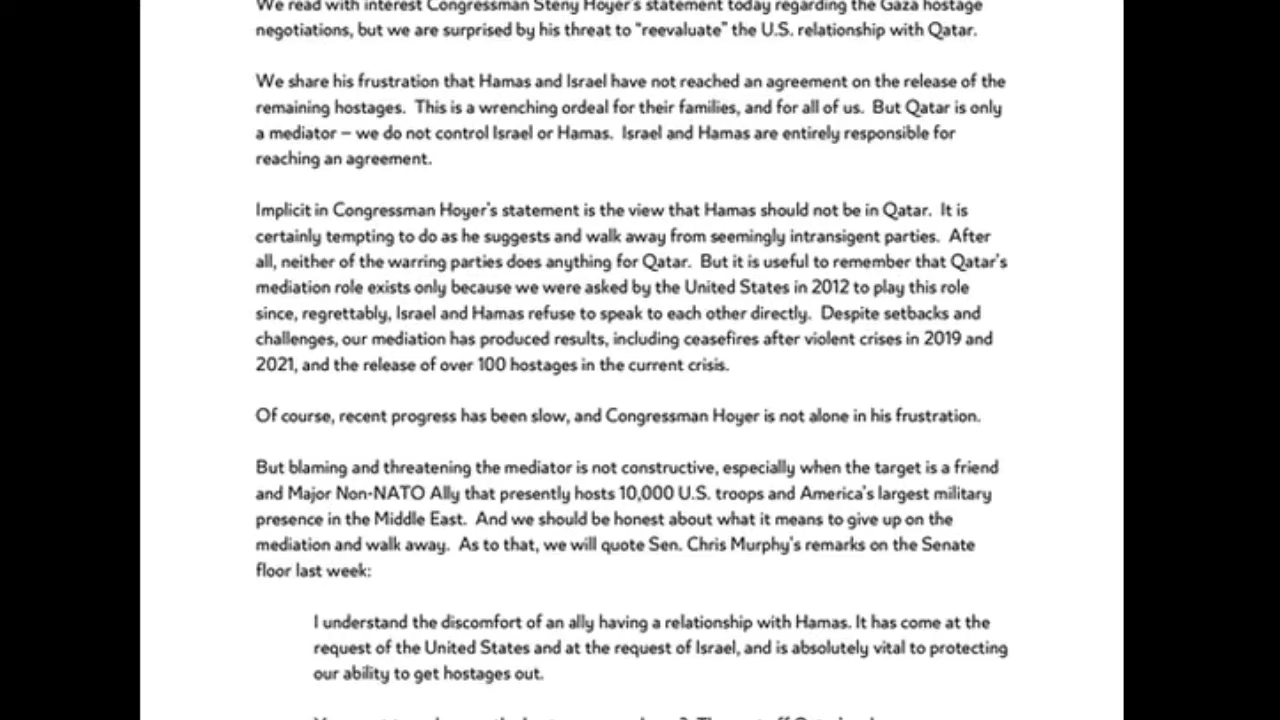 We read with interest Congressman Steny Hoyer's statement today regarding the Gaza hostage
negotiations, but we are surprised by his threat to "reevaluate" the U.S. relationship with Qatar.
We share his frustration that Hamas and Israel have not reached an agreement on the release of the
remaining hostages. This is a wrenching ordeal for their families, and for all of us. But Qatar is only
a mediator – we do not control Israel or Hamas. Israel and Hamas are entirely responsible for
reaching an agreement.
Implicit in Congressman Hoyer's statement is the view that Hamas should not be in Qatar. It is
certainly tempting to do as he suggests and walk away from seemingly intransigent parties. After
all, neither of the warring parties does anything for Qatar. But it is useful to remember that Qatar's
mediation role exists only because we were asked by the United States in 2012 to play this role
since, regrettably, Israel and Hamas refuse to speak to each other directly. Despite setbacks and
challenges, our mediation has produced results, including ceasefires after violent crises in 2019 and
2021, and the release of over 100 hostages in the current crisis.
Of course, recent progress has been slow, and Congressman Hoyer is not alone in his frustration.
But blaming and threatening the mediator is not constructive, especially when the target is a friend
and Major Non-NATO Ally that presently hosts 10,000 U.S. troops and America's largest military
presence in the Middle East. And we should be honest about what it means to give up on the
mediation and walk away. As to that, we will quote Sen. Chris Murphy's remarks on the Senate
floor last week:
I understand the discomfort of an ally having a relationship with Hamas. It has come at the
request of the United States and at the request of Israel, and is absolutely vital to protecting
our ability to get hostages out.